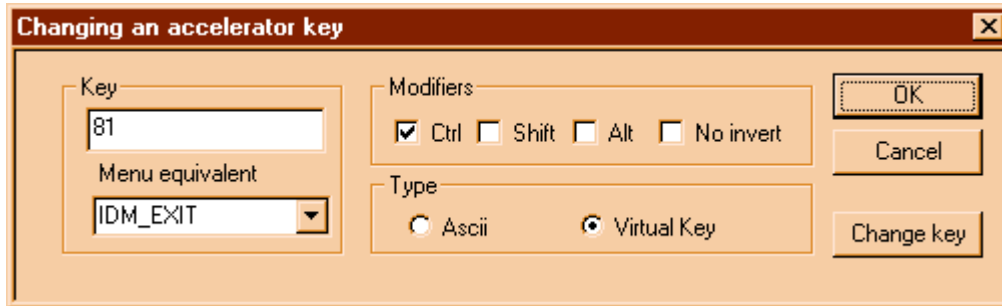 Changing an accelerator key
Key
81
Menu equivalent
IDM_EXIT
Modifiers
Ctrl Shift Alt No invert
Type
Ascii Virtual Key
OK
Cancel
Change key